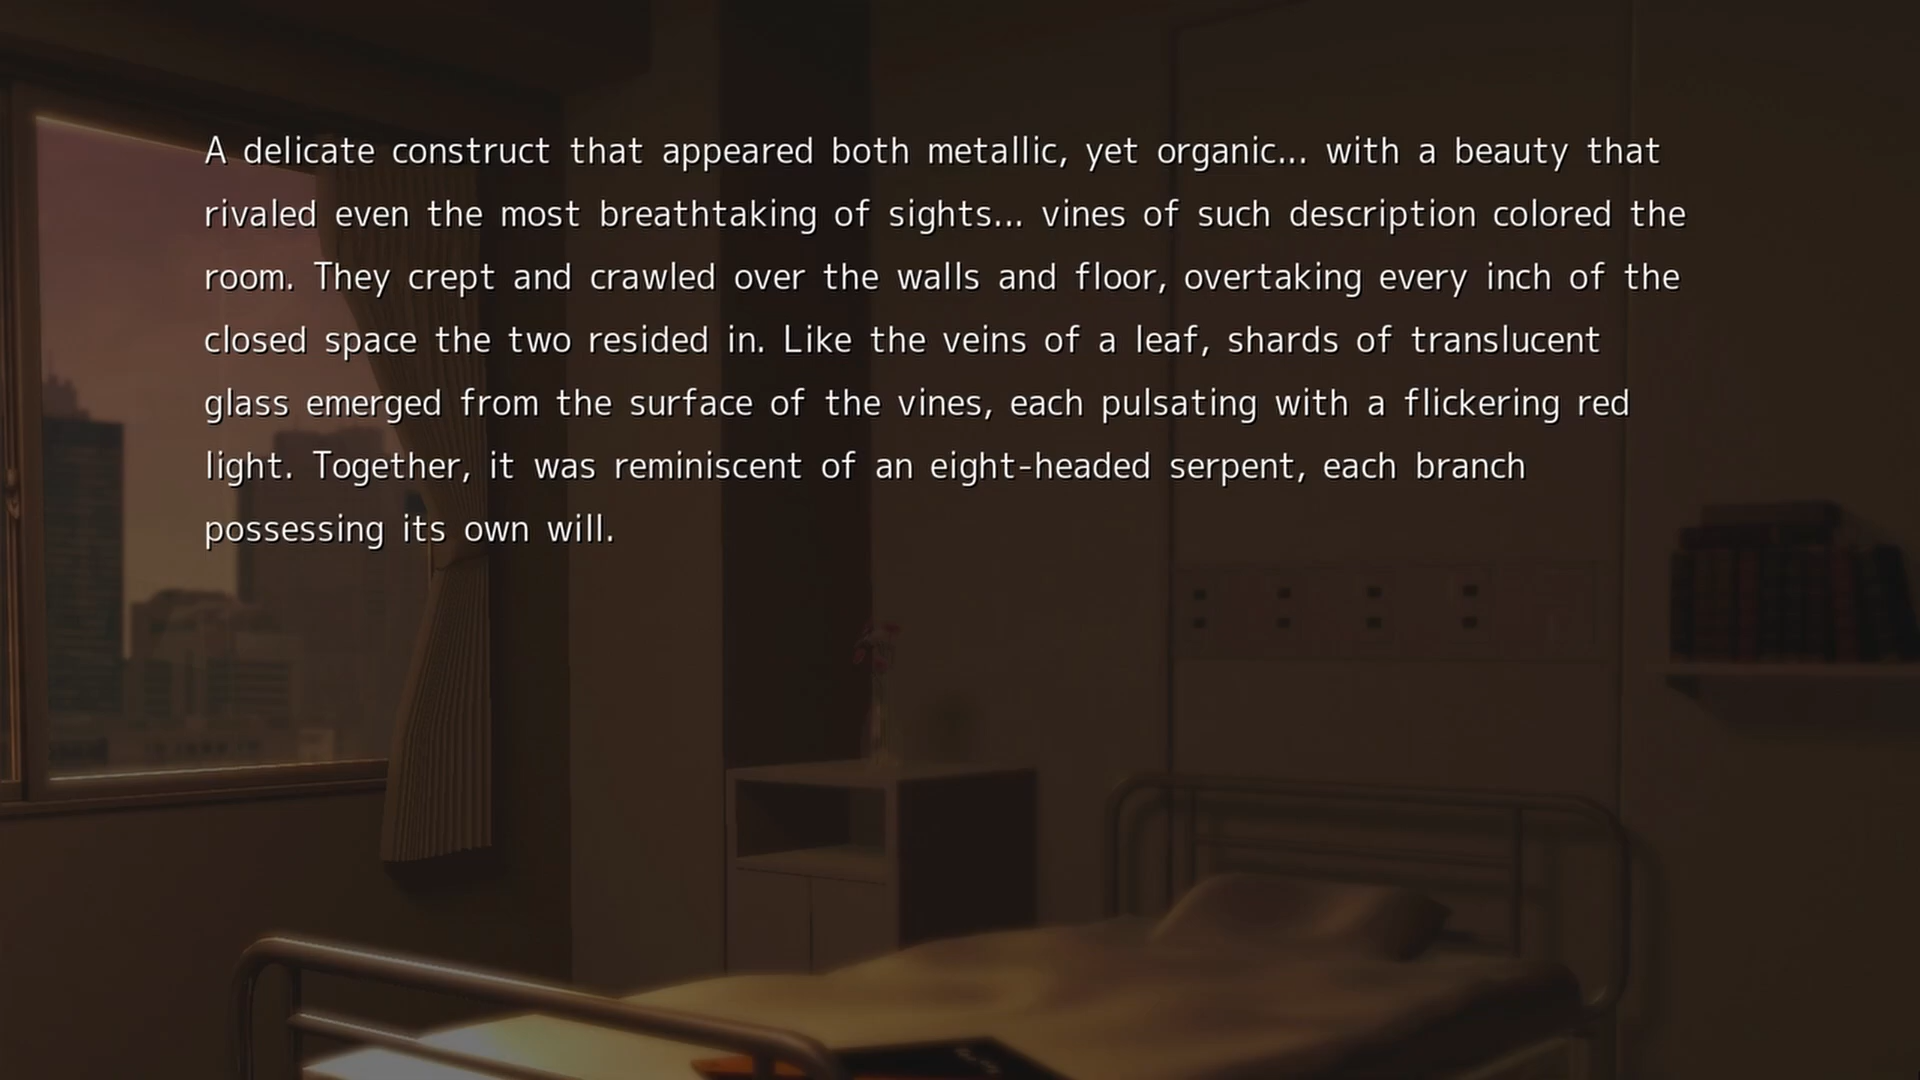 A delicate construct that appeared both metallic, yet organic... with a beauty that
rivaled even the most breathtaking of sights... vines of such description colored the
room. They crept and crawled over the walls and floor, overtaking every inch of the
closed space the two resided in. Like the veins of a leaf, shards of translucent
glass emerged from the surface of the vines, each pulsating with a flickering red
light. Together, it was reminiscent of an eight-headed serpent, each branch
possessing its own will.